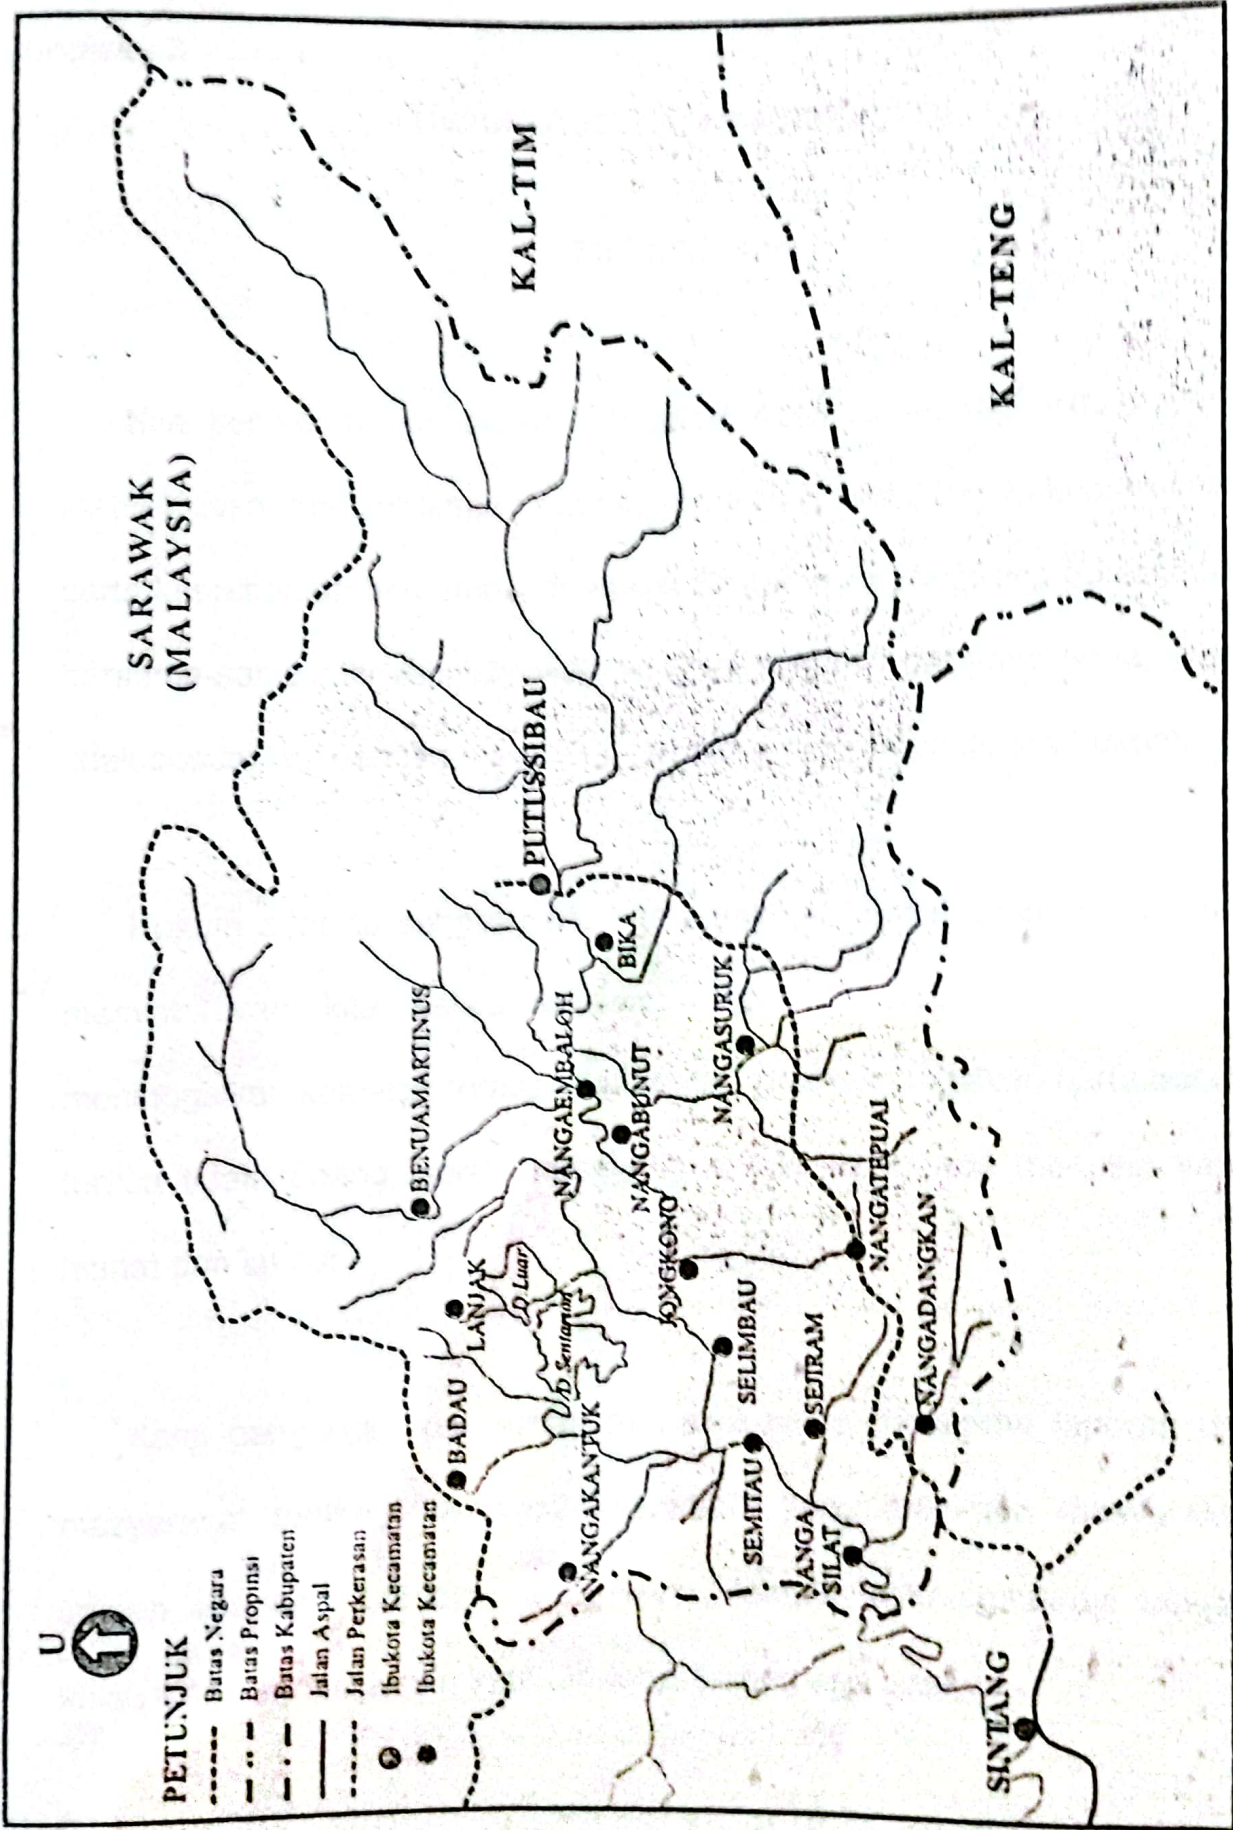 U
PETUNJUK
Batas Negara
Batas Propinsi
Batas Kabupaten
Jalan Aspal
Jalan Perkerasan
Ibukota Kecamatan
Ibukota Kecamatan
SARAWAK
(MALAYSIA)
KAL-TIM
KAL-TENG
PUTUSSIBAU
BIKA
BENUAMARTINUS
NANGAEMBALOH
NANGABUNUT
NANGASURUK
LANJAK
D. Luar
D. Sentarum
JONGKONG
NANGATEPUAI
BADAU
NANGAKANTUK
SELIMBAU
SEJIRAM
NANGADANGKAN
SEMITAU
NANGA
SILAT
SINTANG